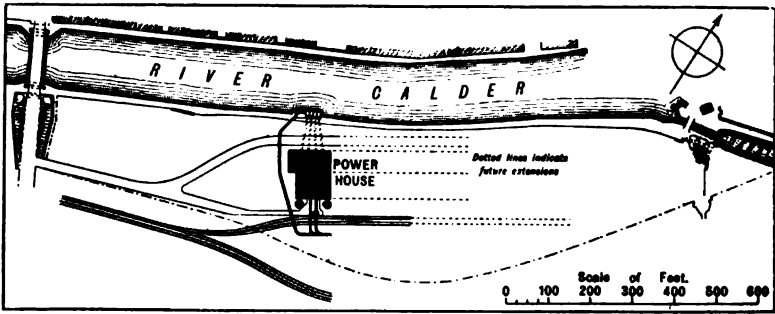 RIVER CALDER
POWER
HOUSE
Dotted lines indicate
future extensions
Scale of Feet.
0 100 200 300 400 500 600